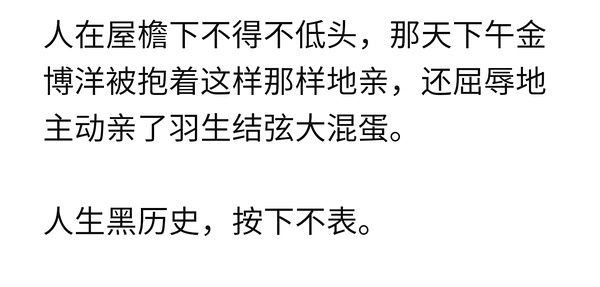 人在屋檐下不得不低头，那天下午金
博洋被抱着这样那样地亲，还屈辱地
主动亲了羽生结弦大混蛋。
人生黑历史，按下不表。